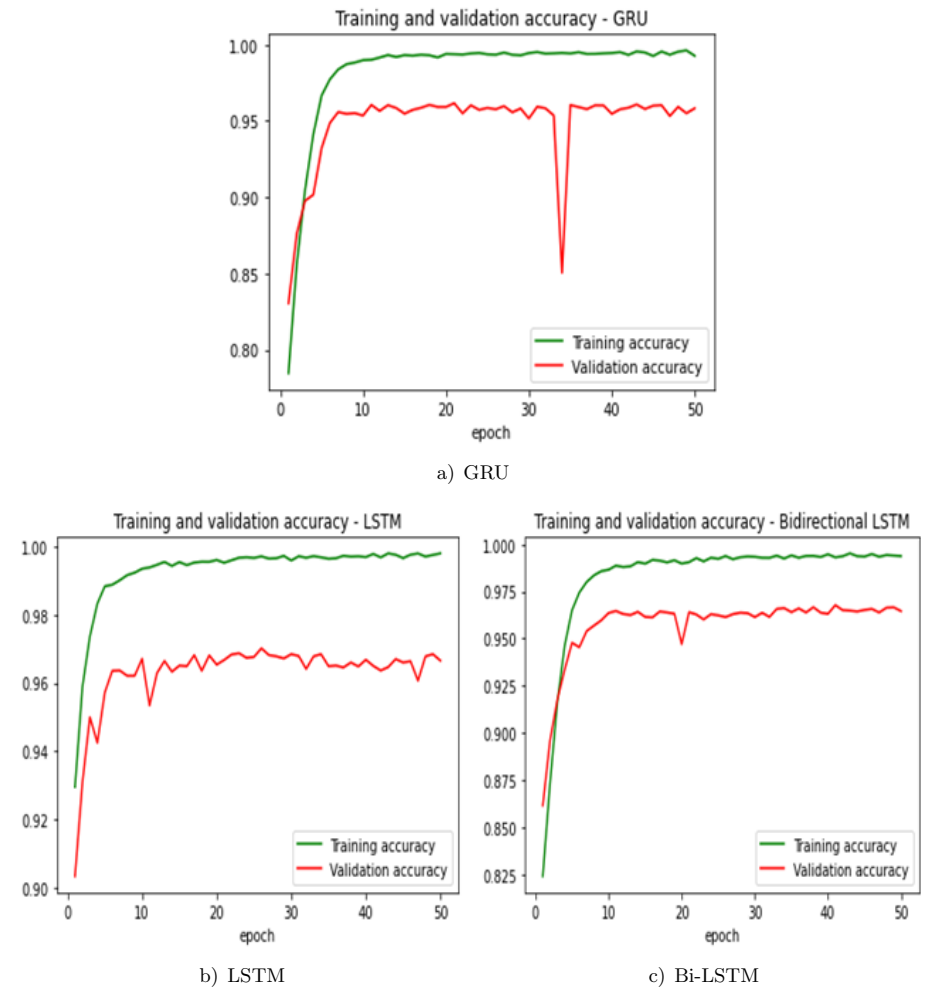 Training and validation accuracy - GRU
1.00
0.95
0.90
0.85
0.80
Training accuracy
Validation accuracy
0 10 20 30 40 50
epoch
a) GRU
Training and validation accuracy - LSTM
1.00
0.98
0.96
0.94
0.92
0.90
Training accuracy
Validation accuracy
0 10 20 30 40 50
epoch
b) LSTM
Training and validation accuracy - Bidirectional LSTM
1.000
0.975
0.950
0.925
0.900
0.875
0.850
0.825
Training accuracy
Validation accuracy
0 10 20 30 40 50
epoch
c) Bi-LSTM